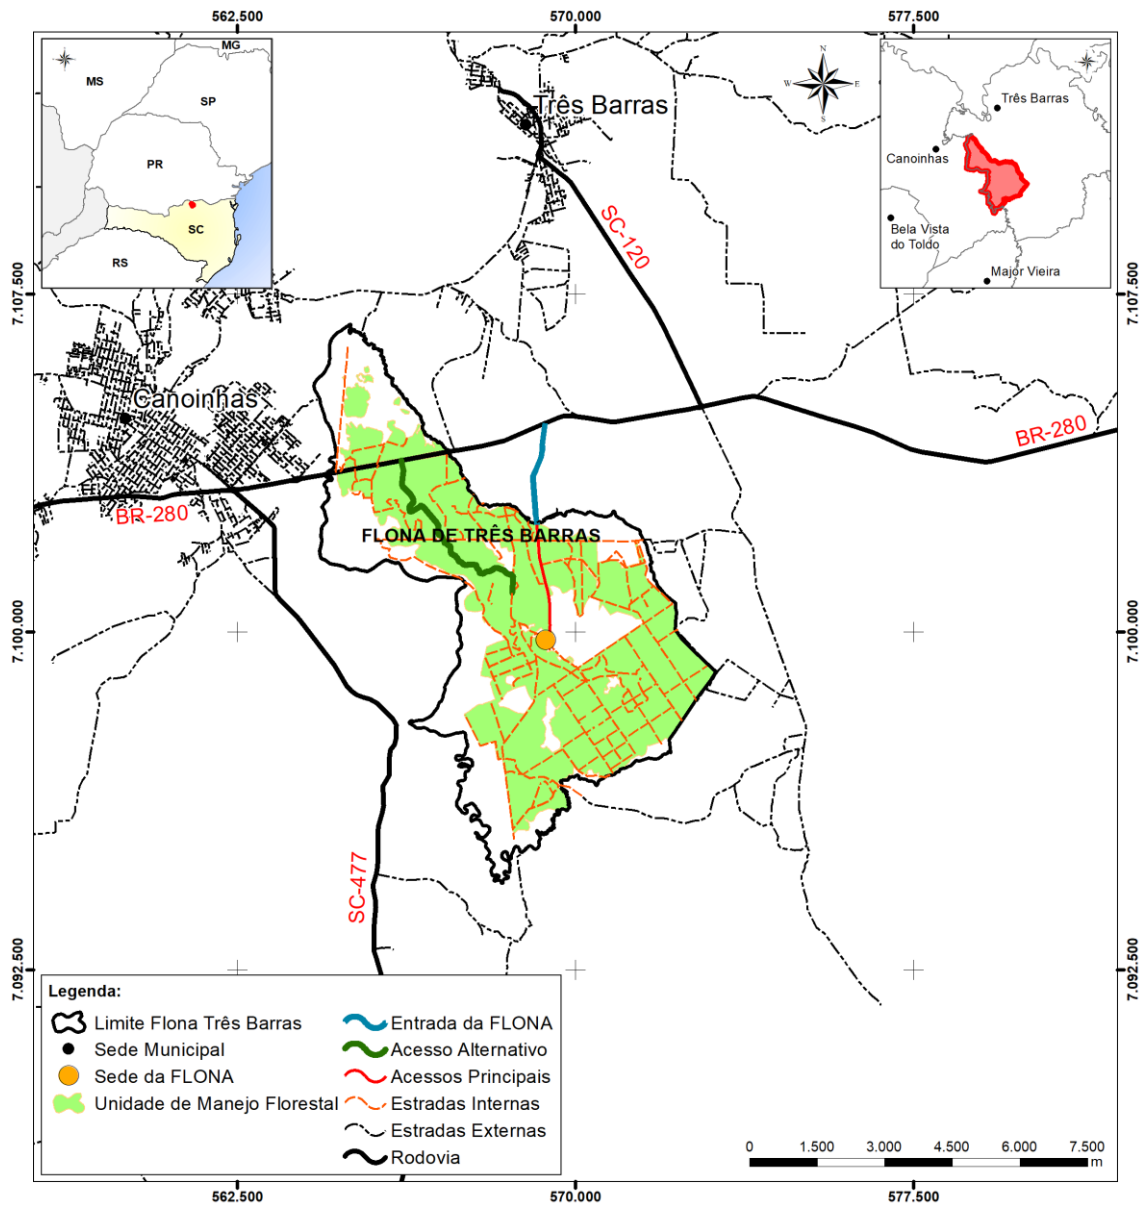 562.500
570.000
577.500
MG
MS
SP
PR
SC
RS
N
W
E
S
Três Barras
Canoinhas
Bela Vista
do Toldo
Major Vieira
Três Barras
SC-120
7.107.500
7.107.500
Canoinhas
BR-280
BR-280
FLONA DE TRÊS BARRAS
7.100.000
7.100.000
SC-477
7.092.500
7.092.500
Legenda:
Limite Flona Três Barras
Sede Municipal
Sede da FLONA
Unidade de Manejo Florestal
Entrada da FLONA
Acesso Alternativo
Acessos Principais
Estradas Internas
Estradas Externas
Rodovia
0 1.500 3.000 4.500 6.000 7.500
m
562.500
570.000
577.500